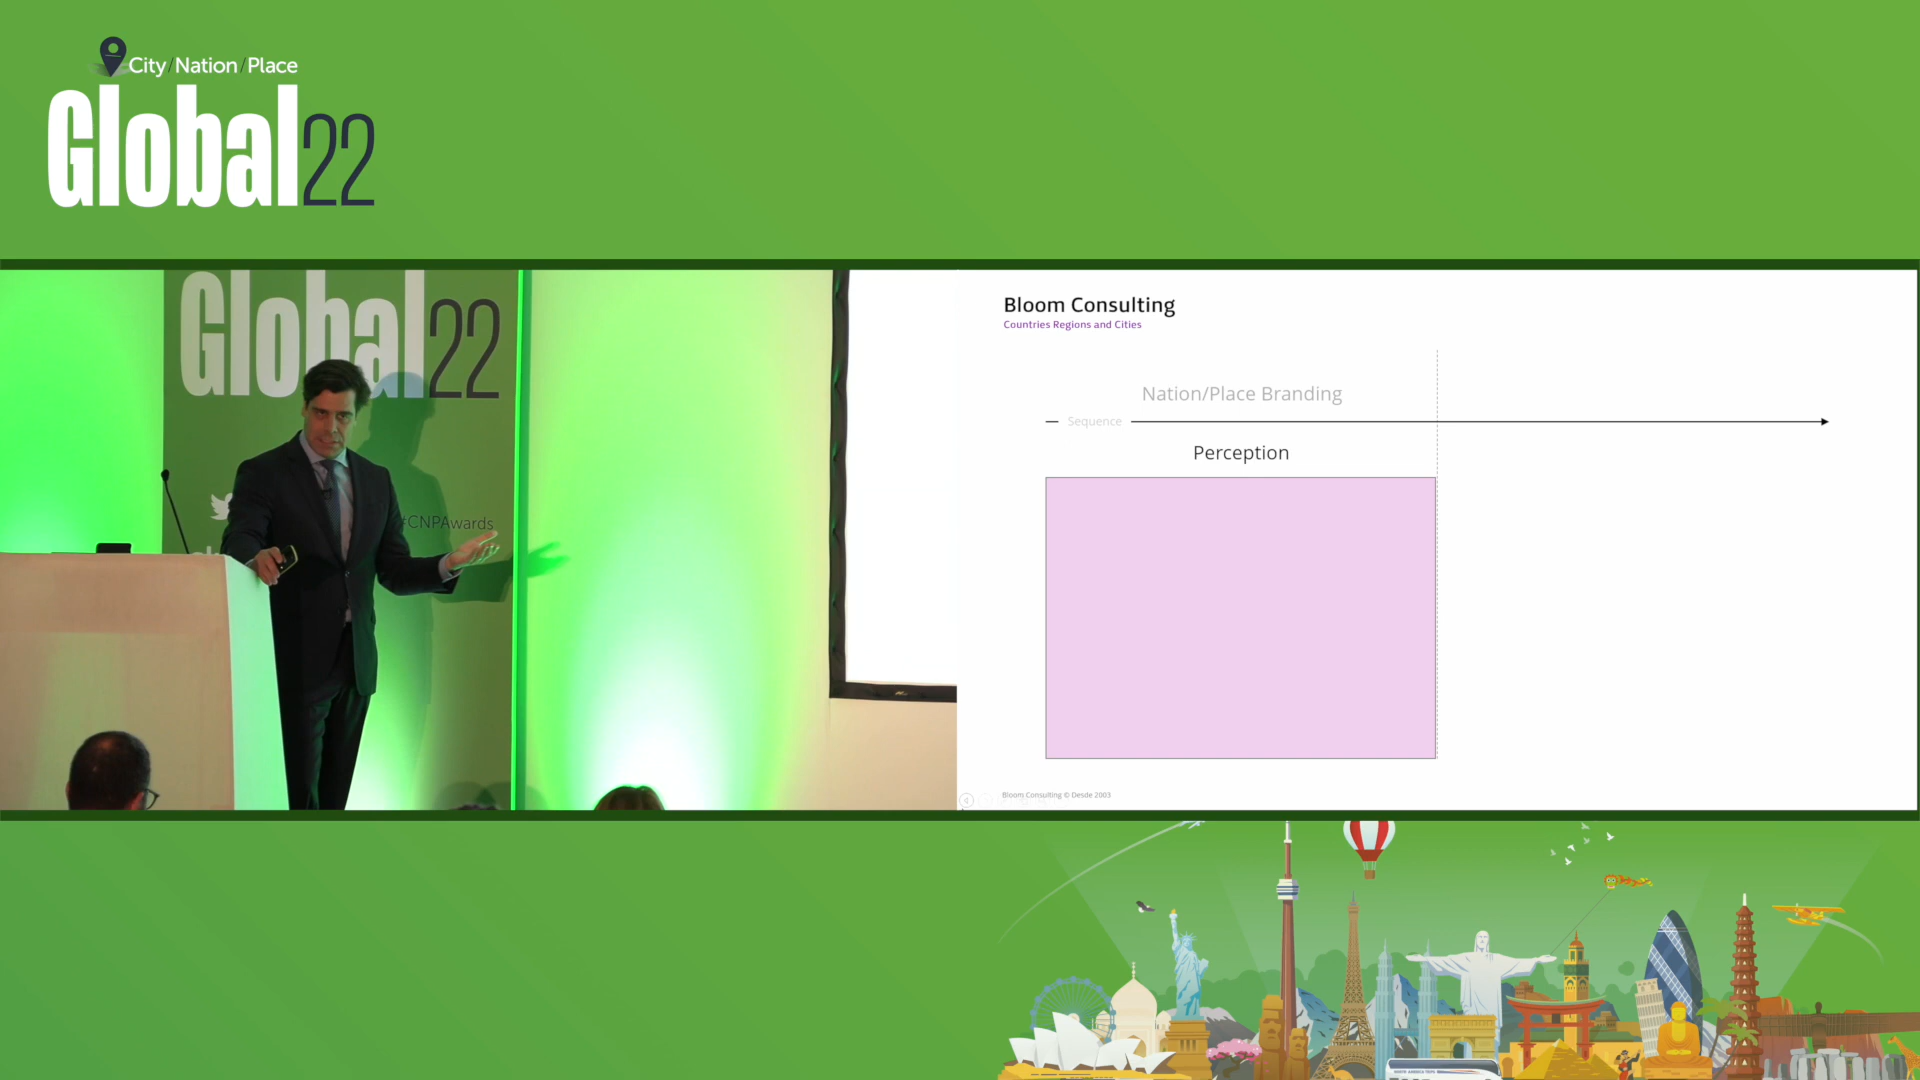 City/Nation/Place
Global22
Global22
#CNPAwards
Bloom Consulting
Countries Regions and Cities
Nation/Place Branding
Sequence
Perception
Bloom Consulting © Desde 2003